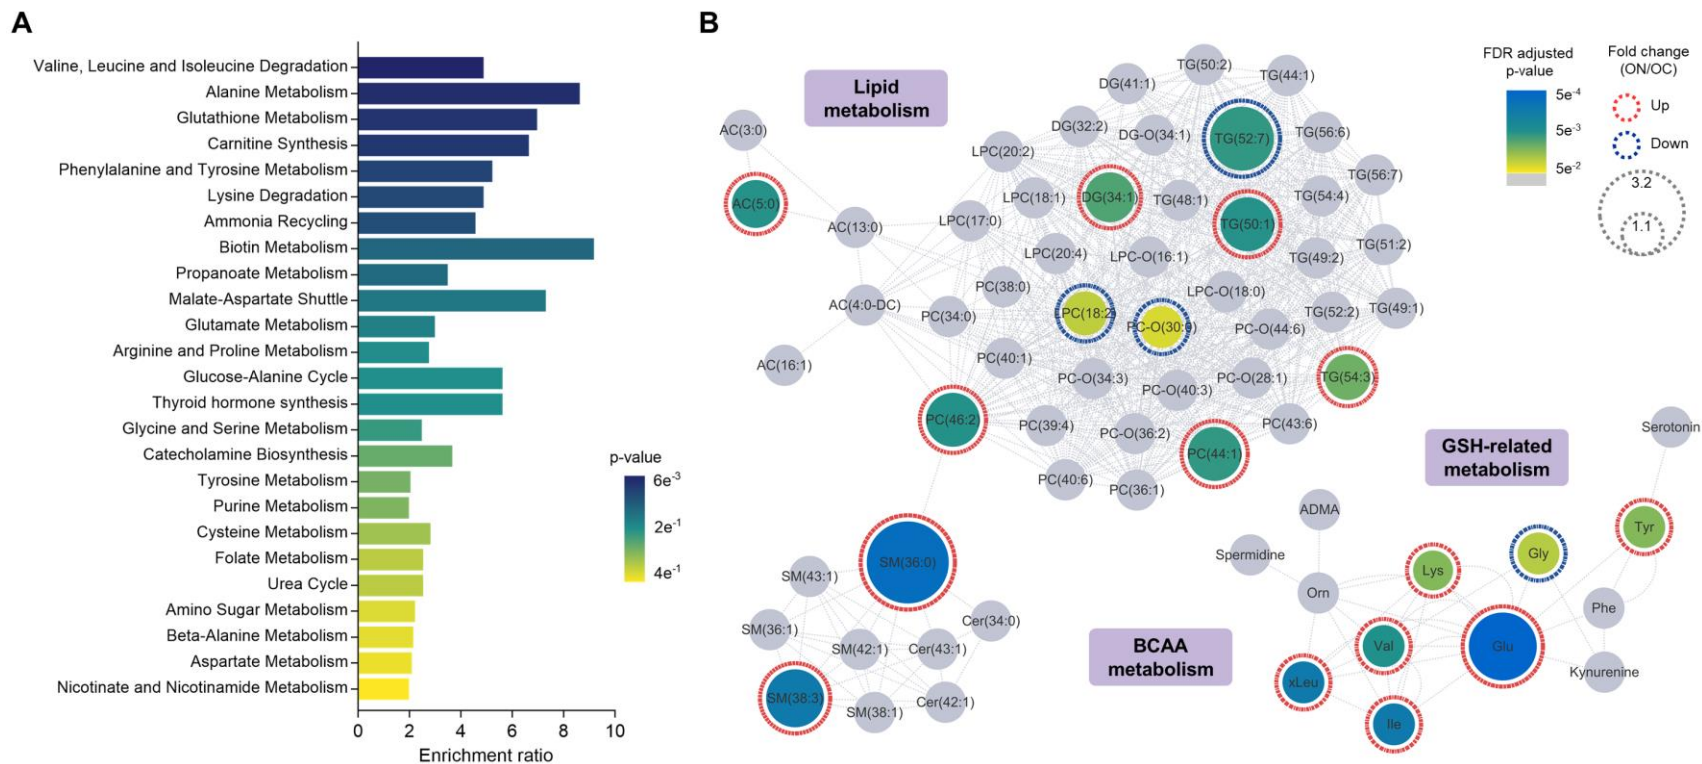 A
Valine, Leucine and Isoleucine Degradation
Alanine Metabolism
Glutathione Metabolism
Carnitine Synthesis
Phenylalanine and Tyrosine Metabolism
Lysine Degradation
Ammonia Recycling
Biotin Metabolism
Propanoate Metabolism
Malate-Aspartate Shuttle
Glutamate Metabolism
Arginine and Proline Metabolism
Glucose-Alanine Cycle
Thyroid hormone synthesis
Glycine and Serine Metabolism
Catecholamine Biosynthesis
Tyrosine Metabolism
Purine Metabolism
Cysteine Metabolism
Folate Metabolism
Urea Cycle
Amino Sugar Metabolism
Beta-Alanine Metabolism
Aspartate Metabolism
Nicotinate and Nicotinamide Metabolism
0 2 4 6 8 10
Enrichment ratio
p-value
6e-3
2e-1
4e-1
B
Lipid
metabolism
FDR adjusted
p-value
5e-4
5e-3
5e-2
Fold change
(ON/OC)
Up
Down
3.2
1.1
TG(50:2)
TG(44:1)
DG(41:1)
AC(3:0)
DG(32:2)
DG-O(34:1)
TG(52:7)
TG(56:6)
LPC(20:2)
TG(56:7)
AC(5:0)
LPC(18:1)
DG(34:1)
TG(48:1)
TG(54:4)
AC(13:0)
LPC(17:0)
TG(50:1)
TG(51:2)
LPC(20:4)
LPC-O(16:1)
TG(49:2)
PC(38:0)
LPC-O(18:0)
AC(4:0-DC)
PC(34:0)
LPC(18:2)
PC-O(30:0)
PC-O(44:6)
TG(52:2)
TG(49:1)
AC(16:1)
PC(40:1)
PC-O(34:3)
PC-O(40:3)
PC-O(28:1)
TG(54:3)
PC(46:2)
PC(39:4)
PC-O(36:2)
PC(44:1)
PC(43:6)
PC(40:6)
PC(36:1)
SM(36:0)
SM(43:1)
SM(36:1)
SM(42:1)
Cer(43:1)
Cer(34:0)
SM(38:3)
SM(38:1)
Cer(42:1)
GSH-related
metabolism
Serotonin
ADMA
Tyr
Spermidine
Gly
Lys
Orn
Phe
BCAA
metabolism
Val
Glu
Kynurenine
xLeu
Ile